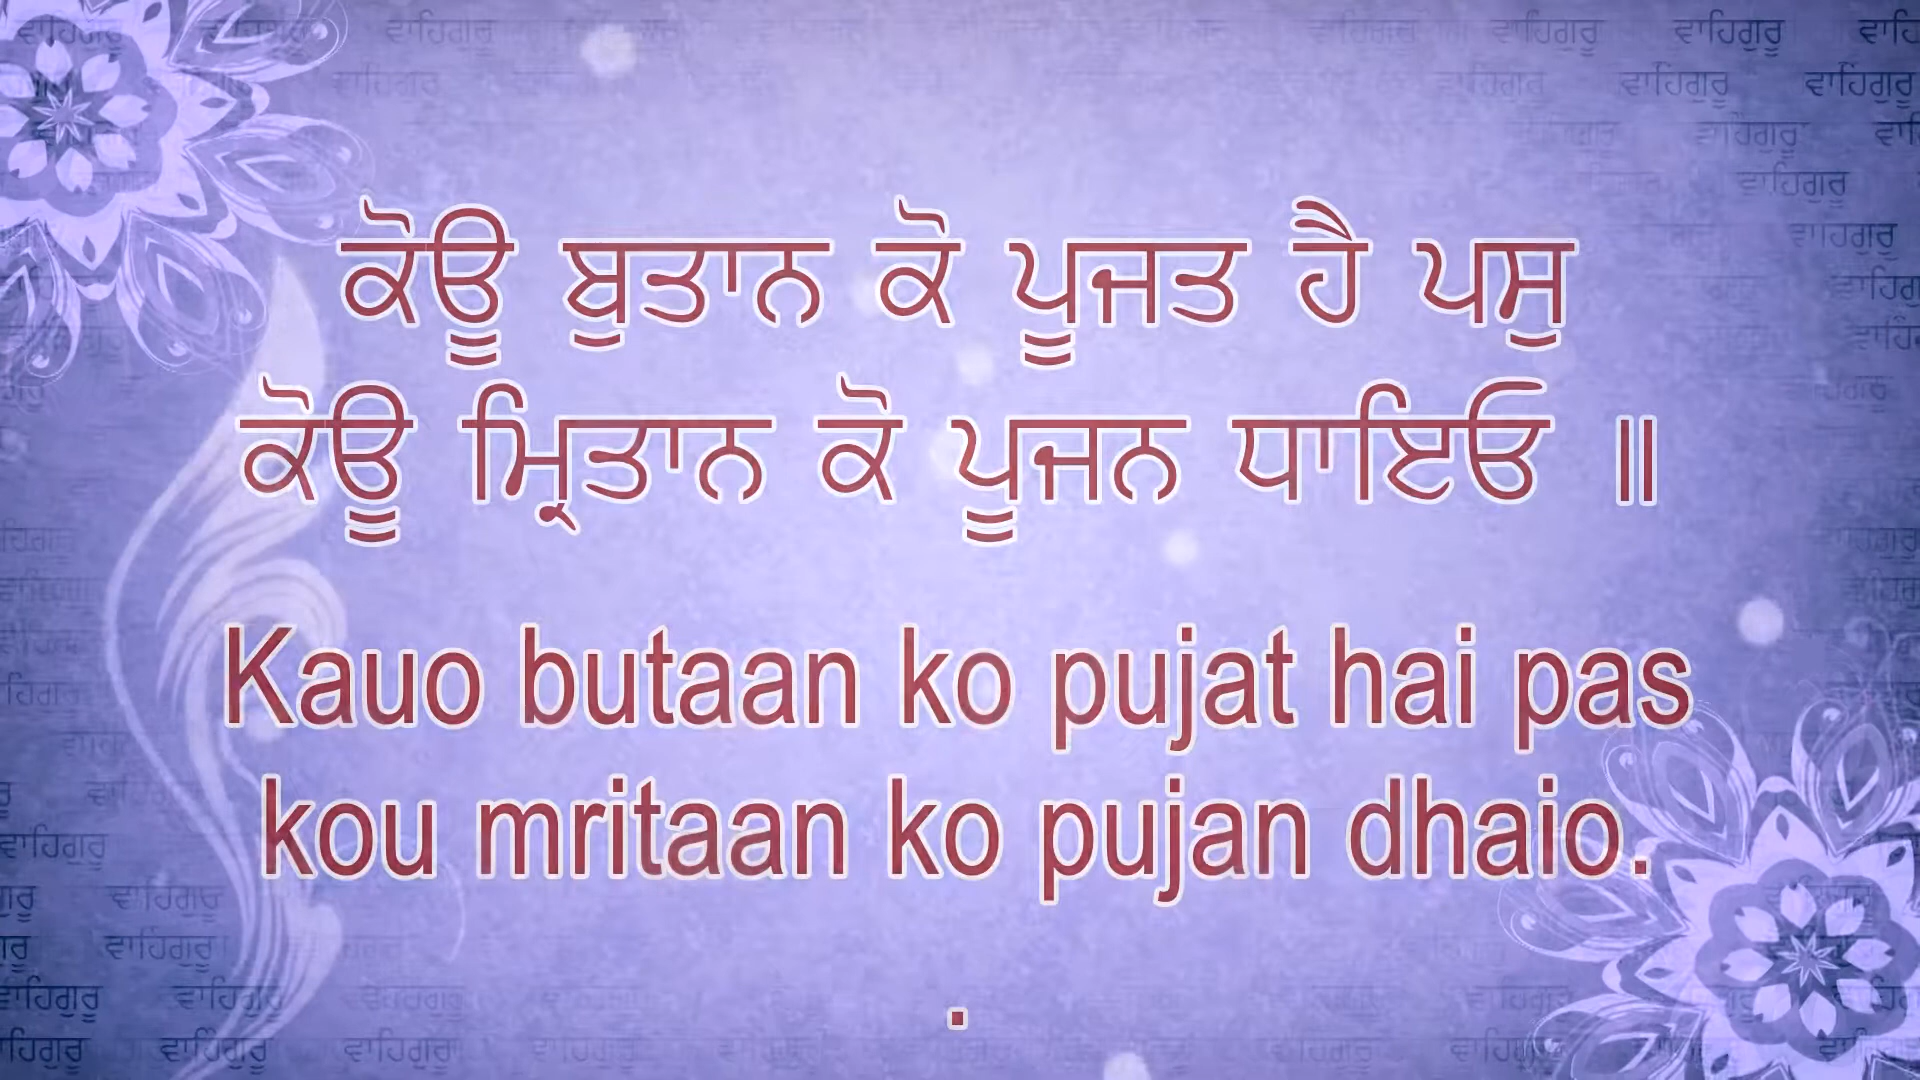 ਵਾਹਿਗੁਰੂ ਵਾਹਿਗੁਰੂ ਵਾਹਿਗੁਰੂ ਵਾਹਿਗੁਰੂ
ਵਾਹਿਗੁਰੂ ਵਾਹਿਗੁਰੂ ਵਾਹਿਗੁਰੂ
ਵਾਹਿਗੁਰੂ
ਵਾਹਿਗੁਰੂ
ਵਾਹਿਗੁਰੂ
ਕੋਊ ਬੁਤਾਨ ਕੋ ਪੂਜਤ ਹੈ ਪਸੁ
ਕੋਊ ਮ੍ਰਿਤਾਨ ਕੋ ਪੂਜਨ ਧਾਇਓ ॥
Kauo butaan ko pujat hai pas
kou mritaan ko pujan dhaio.
.
ਵਾਹਿਗੁਰੂ
ਵਾਹਿਗੁਰੂ
ਵਾਹਿਗੁਰੂ
ਵਾਹਿਗੁਰੂ ਵਾਹਿਗੁਰੂ
ਵਾਹਿਗੁਰੂ ਵਾਹਿਗੁਰੂ